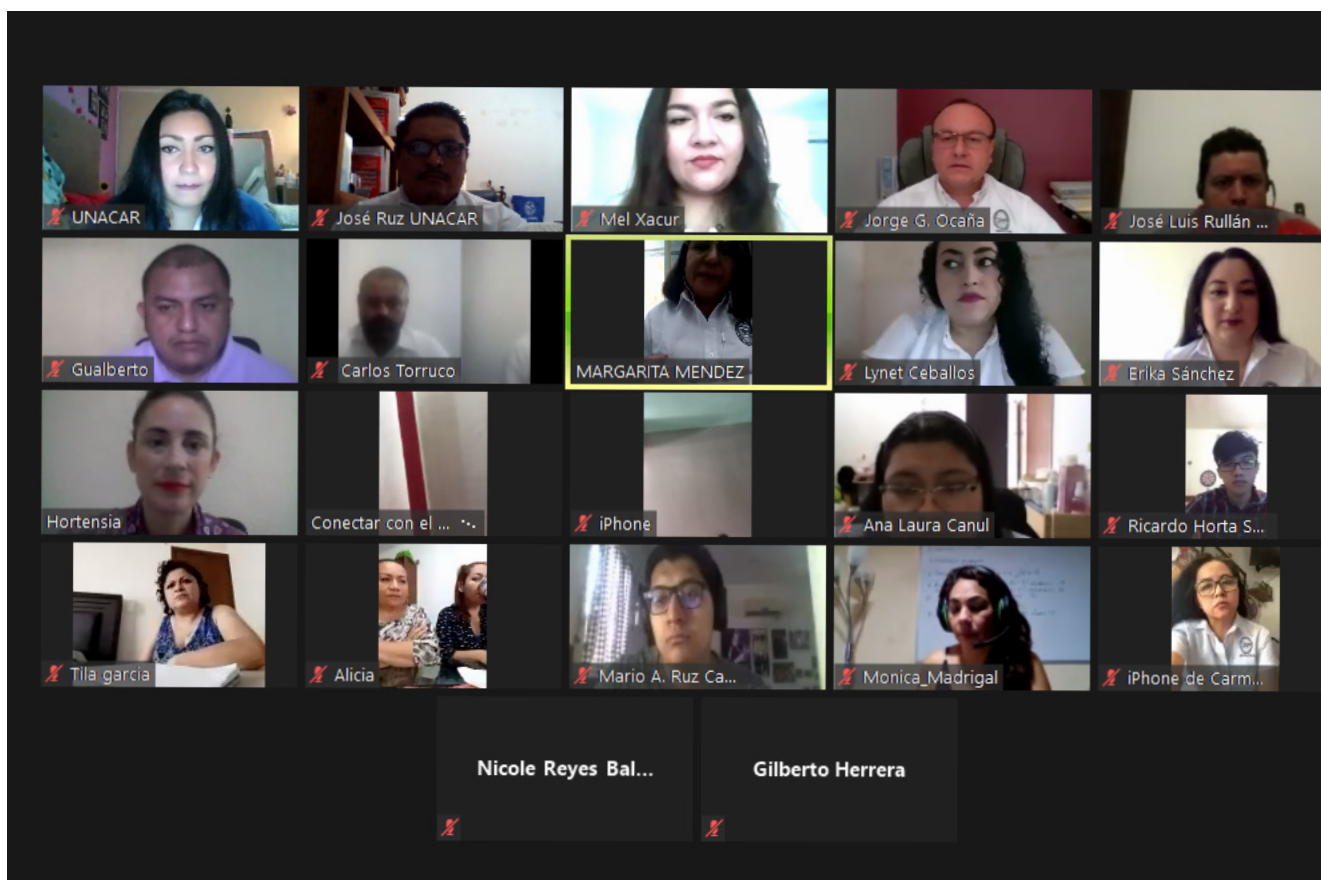 UNACAR
José Ruz UNACAR
Mel Xacur
Jorge G. Ocaña
José Luis Rullán ...
Gualberto
Carlos Torruco
MARGARITA MENDEZ
Lynet Ceballos
Erika Sánchez
Hortensia
Conectar con el ...
iPhone
Ana Laura Canul
Ricardo Horta S...
Tila garcia
Alicia
Mario A. Ruz Ca...
Monica_Madrigal
iPhone de Carm...
Nicole Reyes Bal...
Gilberto Herrera